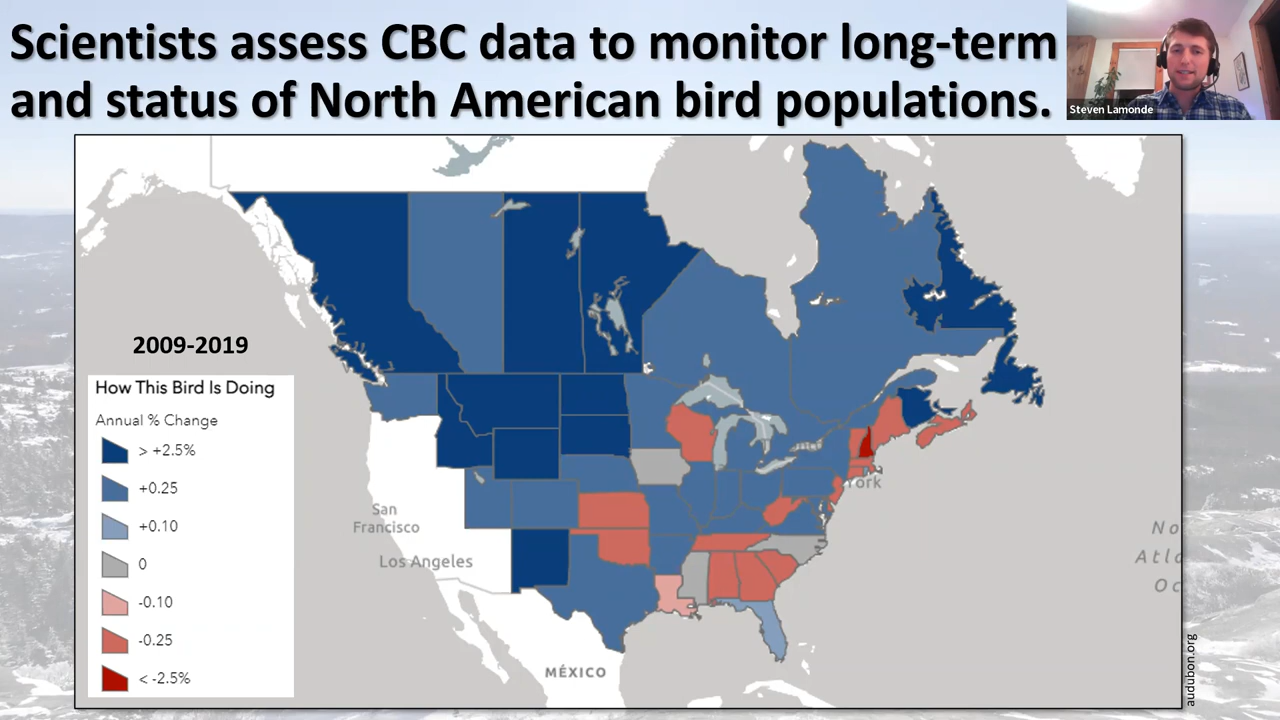 Scientists assess CBC data to monitor long-term
and status of North American bird populations.
Steven Lamonde
2009-2019
How This Bird Is Doing
Annual % Change
> +2.5%
+0.25
+0.10
0
-0.10
-0.25
< -2.5%
San
Francisco
Los Angeles
MÉXICO
York
No
Atlc
Oc
audubon.org